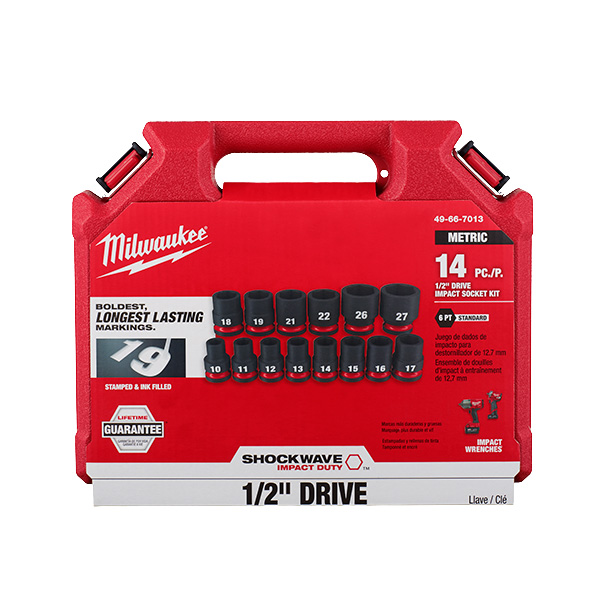 Milwaukee
BOLDEST,
LONGEST LASTING
MARKINGS.
19
STAMPED & INK FILLED
LIFETIME
GUARANTEE
18 19 21 22 26 27
10 11 12 13 14 15 16 17
49-66-7013
METRIC
14 PC./P.
1/2" DRIVE
IMPACT SOCKET KIT
6 PT STANDARD
Juego de dados de
impacto para
destornillador de 12,7 mm
Ensemble de douilles
d'impact à entraînement
de 12,7 mm
IMPACT
WRENCHES
SHOCKWAVE
IMPACT DUTY™
1/2" DRIVE
Llave / Clé